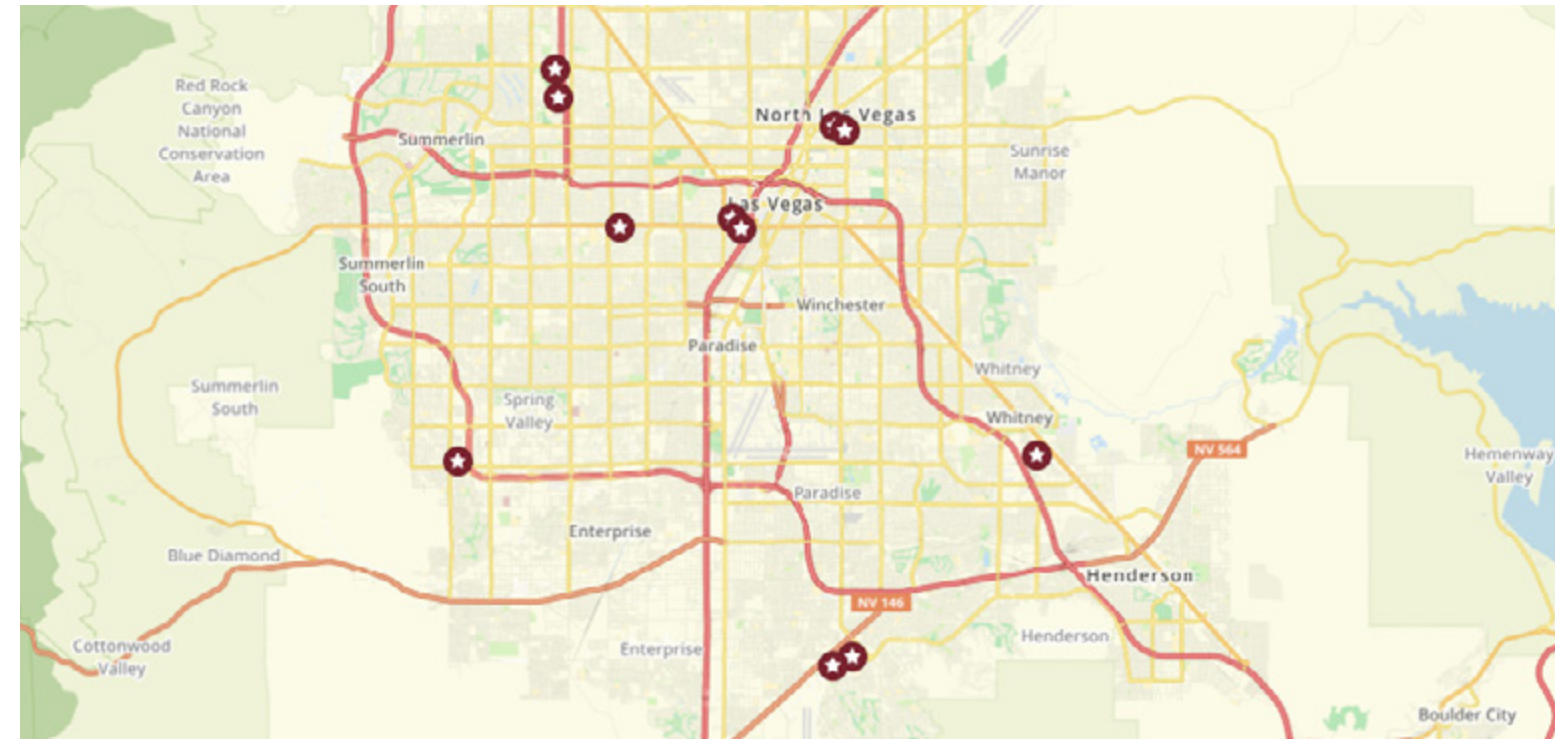 Red Rock
Canyon
National
Conservation
Area
Summerlin
North Las Vegas
Sunrise
Manor
Las Vegas
Summerlin
South
Winchester
Paradise
Summerlin
South
Spring
Valley
Whitney
Whitney
NV 564
Hemenway
Valley
Paradise
Enterprise
Blue Diamond
Henderson
NV 146
Cottonwood
Valley
Enterprise
Henderson
Boulder City